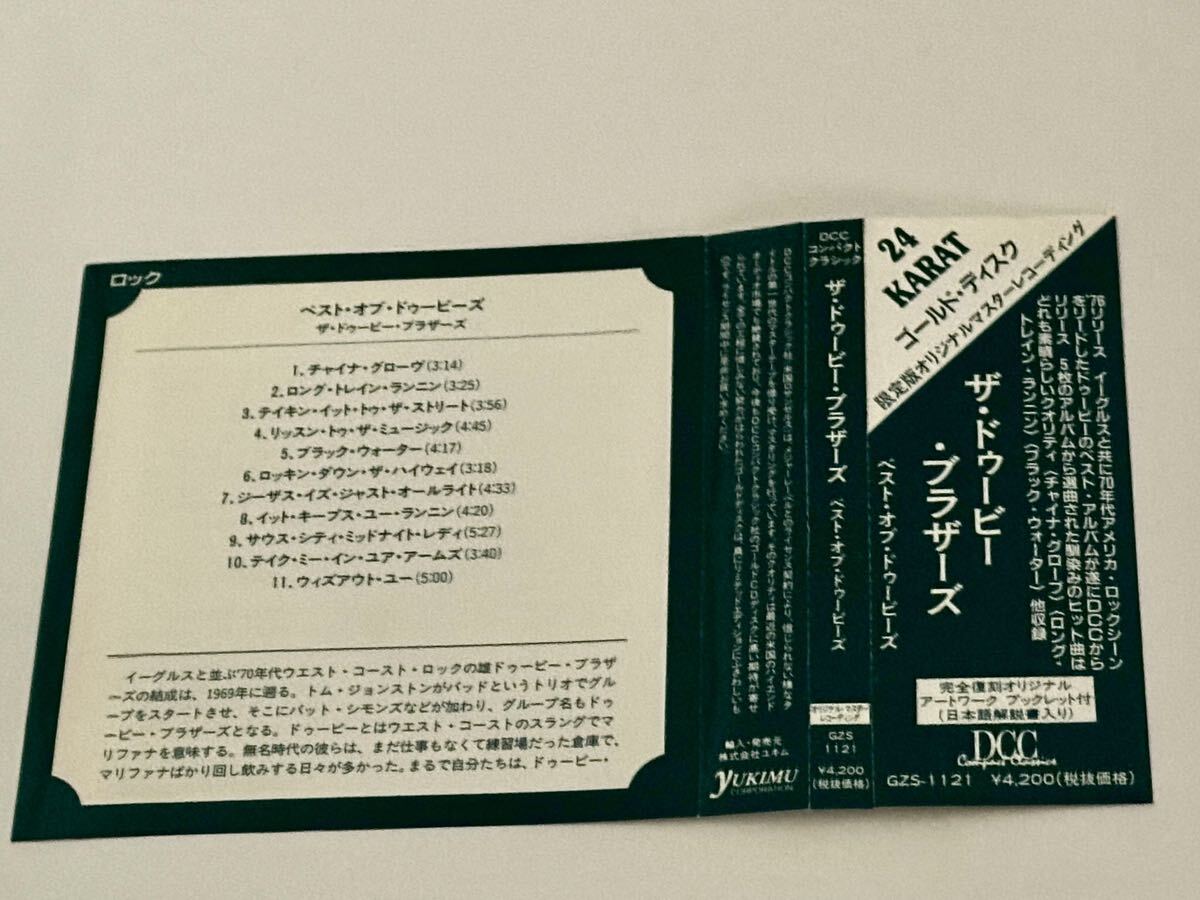 ロック
ベスト・オブ・ドゥービーズ
ザ・ドゥービー・ブラザーズ
1. チャイナ・グローヴ(3:14)
2. ロング・トレイン・ランニン(3:25)
3. テイキン・イット・トゥ・ザ・ストリート(3:56)
4. リッスン・トゥ・ザ・ミュージック(4:45)
5. ブラック・ウォーター(4:17)
6. ロッキン・ダウン・ザ・ハイウェイ(3:18)
7. ジーザス・イズ・ジャスト・オールライト(4:33)
8. イット・キープス・ユー・ランニン(4:20)
9. サウス・シティ・ミッドナイト・レディ(5:27)
10. テイク・ミー・イン・ユア・アームズ(3:40)
11. ウィズアウト・ユー(5:00)
イーグルスと並ぶ'70年代ウエスト・コースト・ロックの雄ドゥービー・ブラザ
ーズの結成は、1969年に遡る。トム・ジョンストンがパッドというトリオでグル
ープをスタートさせ、そこにパット・シモンズなどが加わり、グループ名もドゥ
ービー・ブラザーズとなる。ドゥービーとはウエスト・コーストのスラングでマ
リファナを意味する。無名時代の彼らは、まだ仕事もなくて練習場だった倉庫で、
マリファナばかり回し飲みする日々が多かった。まるで自分たちは、ドゥービー・
輸入・発売元
株式会社ユキム
YUKIMU
CORPORATION
DCC
コンパクト
クラシック
ザ・ドゥービー・ブラザーズ ベスト・オブ・ドゥービーズ
オリジナル・マスター
レコーディング
GZS
1121
¥4,200
(税抜価格)
24
KARAT
ゴールド・ディスク
限定版オリジナルマスターレコーディング
'76リリース イーグルスと共に70年代アメリカ・ロックシーン
をリードしたドゥービーのベスト・アルバムが遂にDCCから
リリース 5枚のアルバムから選曲された馴染みのヒット曲は
どれも素晴らしいクオリティ(チャイナ・グローブ)(ロング・
トレイン・ランニン)(ブラック・ウォーター)他収録
ザ・ドゥービー
・ブラザーズ
ベスト・オブ・ドゥービーズ
完全復刻オリジナル
アートワーク ブックレット付
(日本語解説書入り)
DCC
Compact Classics
GZS-1121 ¥4,200(税抜価格)